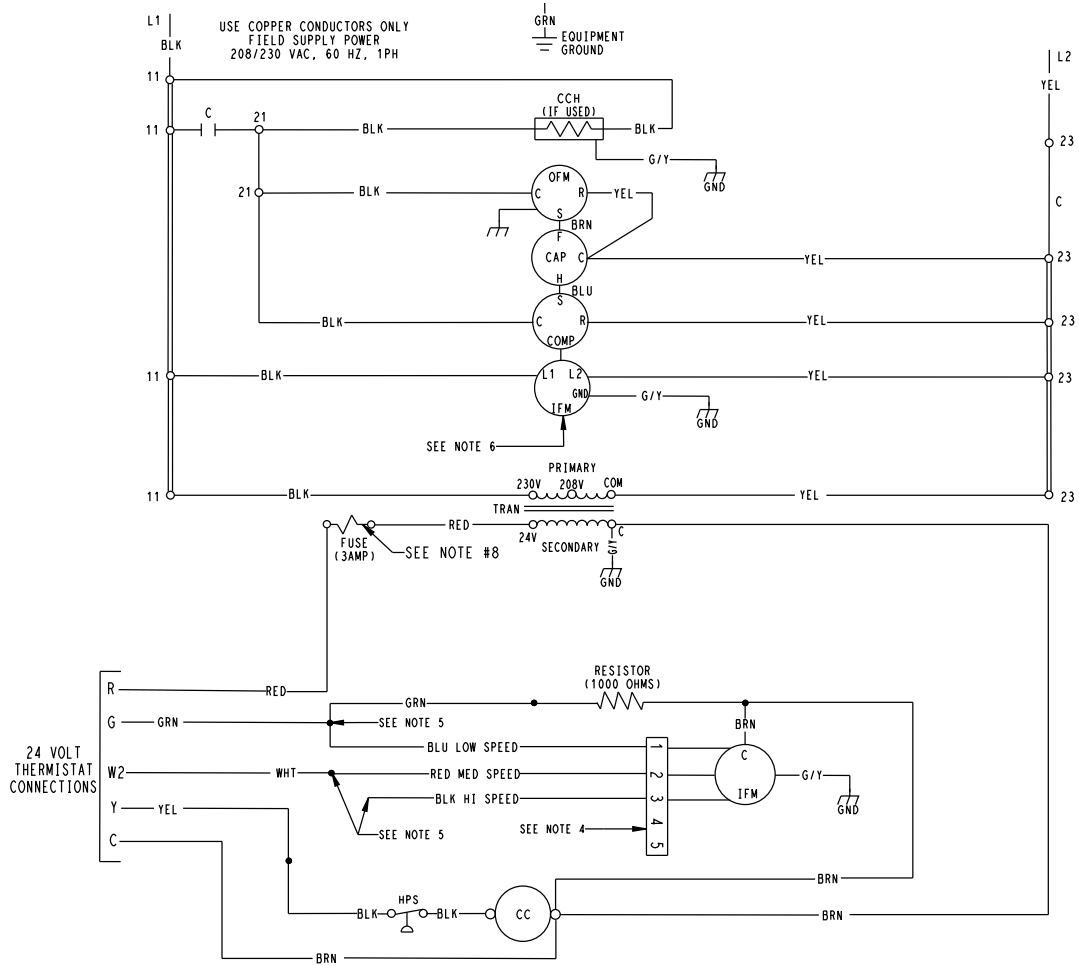 L1
BLK
USE COPPER CONDUCTORS ONLY
FIELD SUPPLY POWER
208/230 VAC, 60 HZ, 1PH
GRN
EQUIPMENT
GROUND
L2
YEL
11
CCH
(IF USED)
11
C
21
BLK
BLK
23
G/Y
GND
21
BLK
OFM
C
R
S
YEL
C
BRN
F
CAP
C
H
YEL
23
BLU
S
BLK
C
R
COMP
YEL
23
11
BLK
L1
L2
GND
IFM
YEL
23
G/Y
GND
SEE NOTE 6
PRIMARY
230V
208V
COM
11
BLK
YEL
23
TRAN
RED
24V
SECONDARY
C
G/Y
GND
FUSE
(3AMP)
SEE NOTE #8
RESISTOR
(1000 OHMS)
R
RED
GRN
G
GRN
SEE NOTE 5
BRN
24 VOLT
THERMISTAT
CONNECTIONS
BLU LOW SPEED
1
C
W2
WHT
RED MED SPEED
2
G/Y
IFM
GND
BLK HI SPEED
3
Y
YEL
SEE NOTE 5
SEE NOTE 4
4
C
5
BRN
HPS
BLK
BLK
CC
BRN
BRN